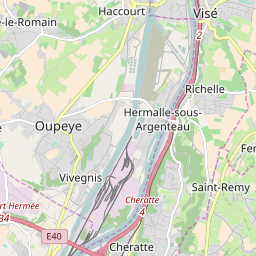 Haccourt
Visé
e-le-Romain
2
Richelle
Hermalle-sous-
Argenteau
Oupeye
Fer
Vivegnis
Saint-Remy
Cheratte
4
rt Hermée
34
E40
Cheratte